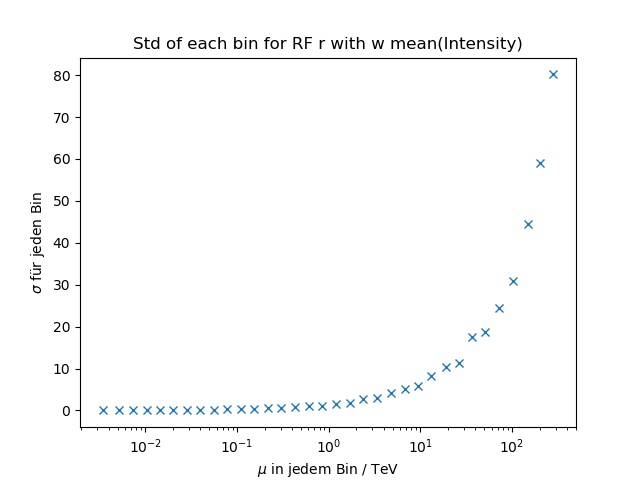 Std of each bin for RF r with w mean(Intensity)
80
70
60
50
40
30
20
10
0
σ für jeden Bin
10⁻² 10⁻¹ 10⁰ 10¹ 10²
μ in jedem Bin / TeV